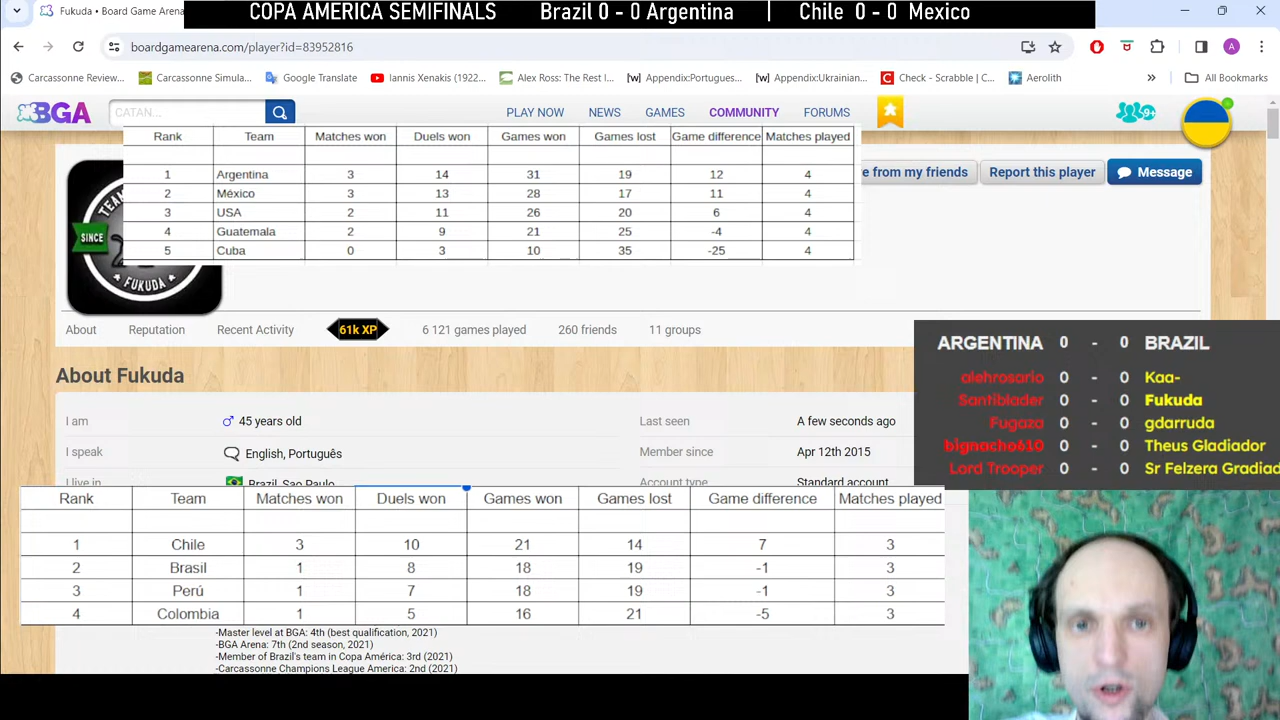 COPA AMERICA SEMIFINALS Brazil 0 - 0 Argentina | Chile 0 - 0 Mexico
Fukuda • Board Game Arena
boardgamearena.com/player?id=83952816
A
Carcassonne Review... Carcassonne Simula... Google Translate Iannis Xenakis (1922... Alex Ross: The Rest I... [w] Appendix:Portugues... [w] Appendix:Ukrainian... Check - Scrabble | C... Aerolith » All Bookmarks
BGA CATAN... PLAY NOW NEWS GAMES COMMUNITY FORUMS 9+
Rank Team Matches won Duels won Games won Games lost Game difference Matches played
1 Argentina 3 14 31 19 12 4
2 México 3 13 28 17 11 4
3 USA 2 11 26 20 6 4
4 Guatemala 2 9 21 25 -4 4
5 Cuba 0 3 10 35 -25 4
e from my friends Report this player Message
TEAM
SINCE
FUKUDA
About Reputation Recent Activity 61k XP 6 121 games played 260 friends 11 groups
ARGENTINA 0 - 0 BRAZIL
alehrosario 0 - 0 Kaa-
Santiblader 0 - 0 Fukuda
Fugaza 0 - 0 gdarruda
bignacho610 0 - 0 Theus Gladiador
Lord Trooper 0 - 0 Sr Felzera Gradiad
About Fukuda
I am 45 years old Last seen A few seconds ago
I speak English, Português Member since Apr 12th 2015
Live in Brazil, Sao Paulo Account type Standard account
Rank Team Matches won Duels won Games won Games lost Game difference Matches played
1 Chile 3 10 21 14 7 3
2 Brasil 1 8 18 19 -1 3
3 Perú 1 7 18 19 -1 3
4 Colombia 1 5 16 21 -5 3
-Master level at BGA: 4th (best qualification, 2021)
-BGA Arena: 7th (2nd season, 2021)
-Member of Brazil's team in Copa América: 3rd (2021)
-Carcassonne Champions League America: 2nd (2021)